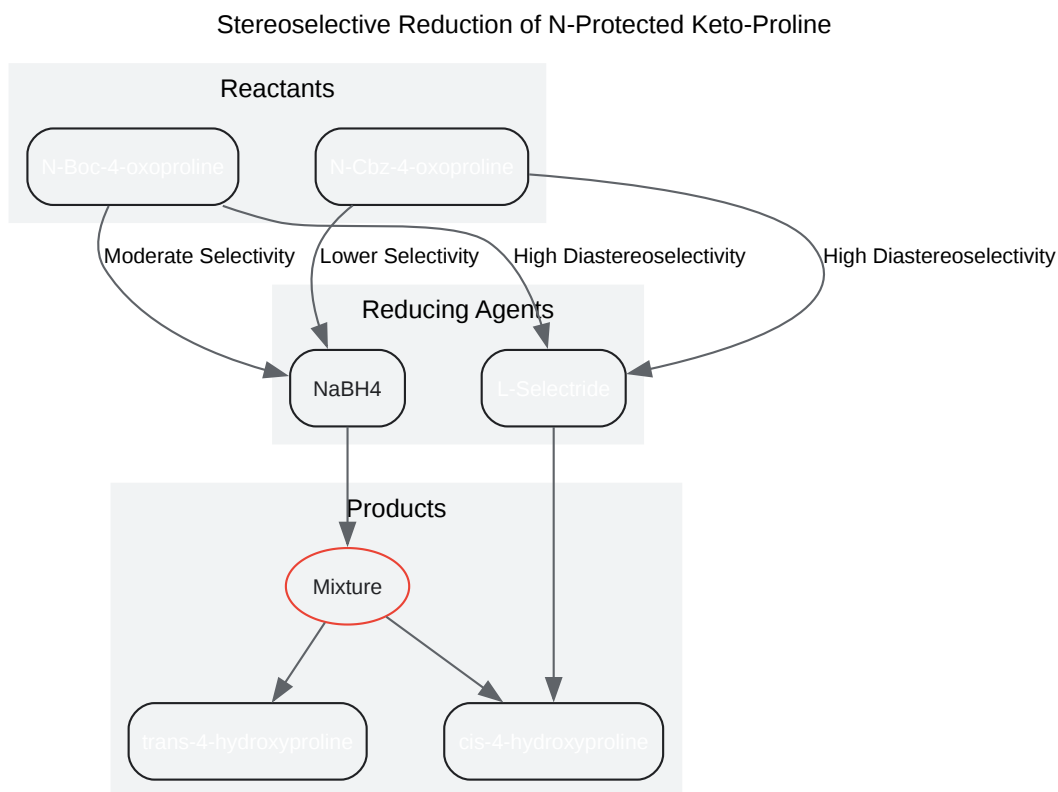 Stereoselective Reduction of N-Protected Keto-Proline
Reactants
N-Boc-4-oxoproline
N-Cbz-4-oxoproline
Moderate Selectivity
Lower Selectivity
High Diastereoselectivity
High Diastereoselectivity
Reducing Agents
NaBH4
L-Selectride
Products
Mixture
trans-4-hydroxyproline
cis-4-hydroxyproline